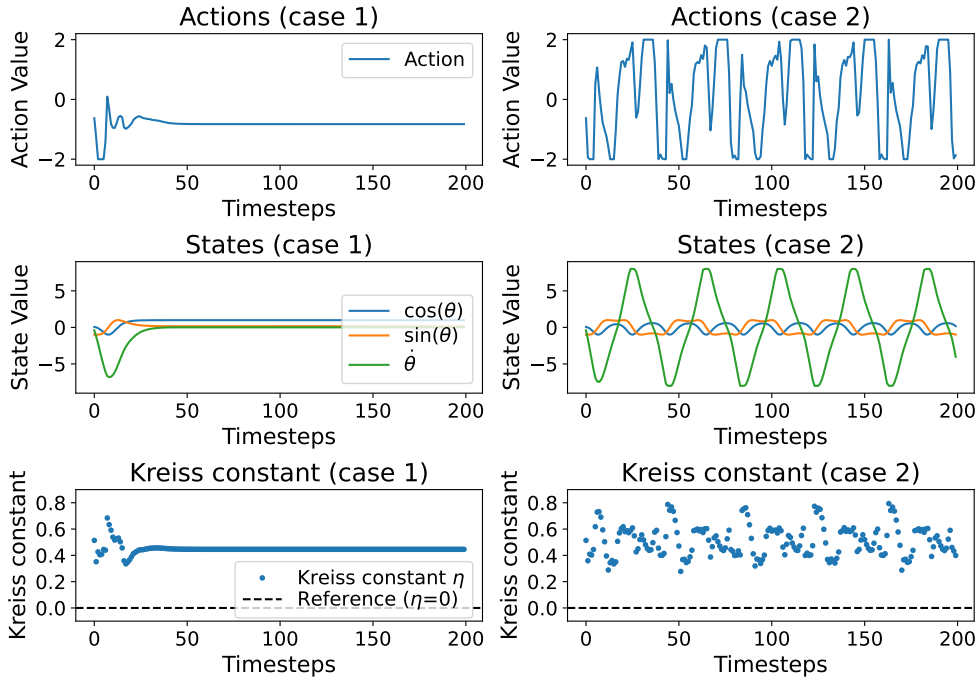 Actions (case 1)
Action Value
2
0
−2
Action
0
50
100
150
200
Timesteps
Actions (case 2)
Action Value
2
0
−2
0
50
100
150
200
Timesteps
States (case 1)
State Value
5
0
−5
cos(θ)
sin(θ)
θ̇
0
50
100
150
200
Timesteps
States (case 2)
State Value
5
0
−5
0
50
100
150
200
Timesteps
Kreiss constant (case 1)
Kreiss constant
0.8
0.6
0.4
0.2
0.0
Kreiss constant η
Reference (η=0)
0
50
100
150
200
Timesteps
Kreiss constant (case 2)
Kreiss constant
0.8
0.6
0.4
0.2
0.0
0
50
100
150
200
Timesteps